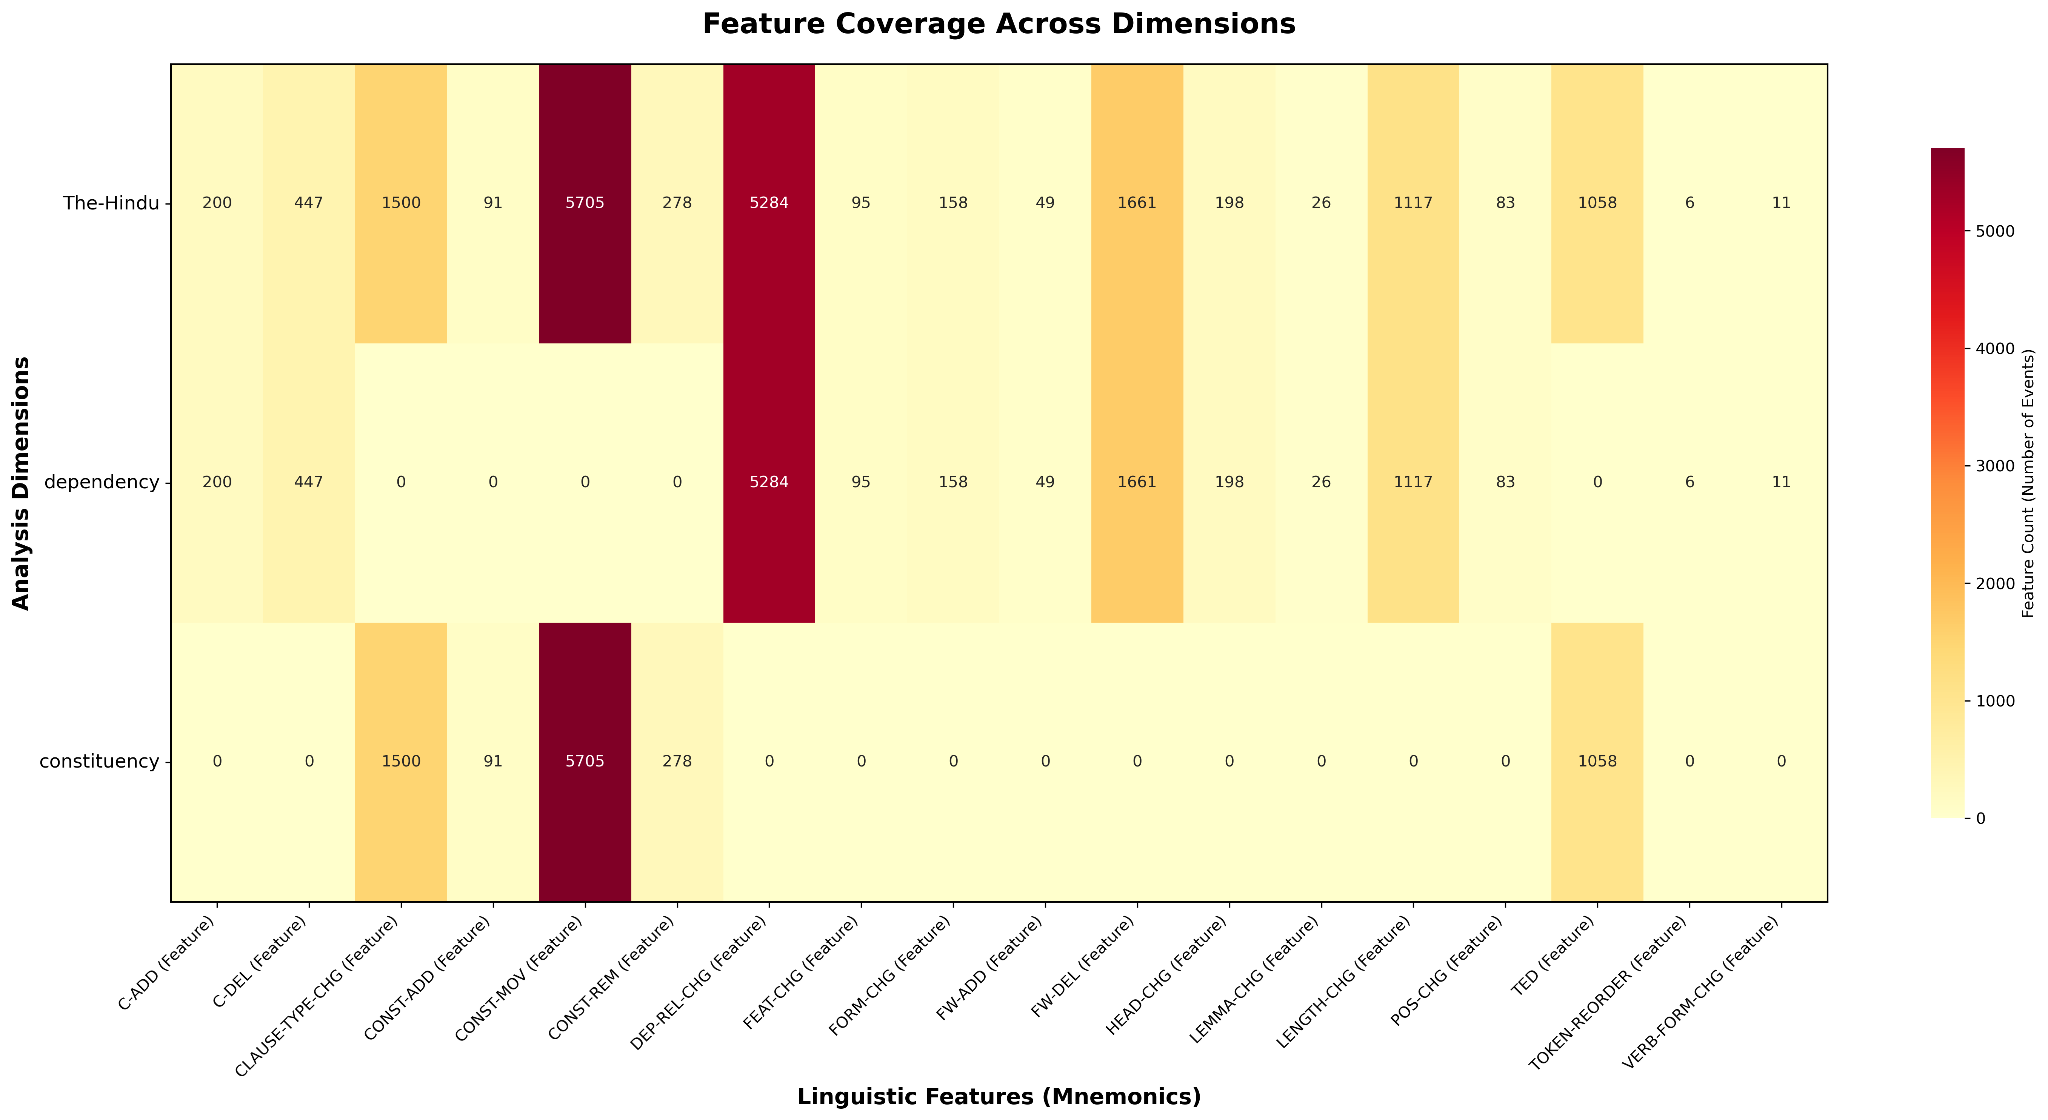 Feature Coverage Across Dimensions
Analysis Dimensions
The-Hindu 200 447 1500 91 5705 278 5284 95 158 49 1661 198 26 1117 83 1058 6 11
dependency 200 447 0 0 0 0 5284 95 158 49 1661 198 26 1117 83 0 6 11
constituency 0 0 1500 91 5705 278 0 0 0 0 0 0 0 0 0 1058 0 0
C-ADD (Feature)
C-DEL (Feature)
CLAUSE-TYPE-CHG (Feature)
CONST-ADD (Feature)
CONST-MOV (Feature)
CONST-REM (Feature)
DEP-REL-CHG (Feature)
FEAT-CHG (Feature)
FORM-CHG (Feature)
FW-ADD (Feature)
FW-DEL (Feature)
HEAD-CHG (Feature)
LEMMA-CHG (Feature)
LENGTH-CHG (Feature)
POS-CHG (Feature)
TED (Feature)
TOKEN-REORDER (Feature)
VERB-FORM-CHG (Feature)
Linguistic Features (Mnemonics)
5000
4000
3000
2000
1000
0
Feature Count (Number of Events)